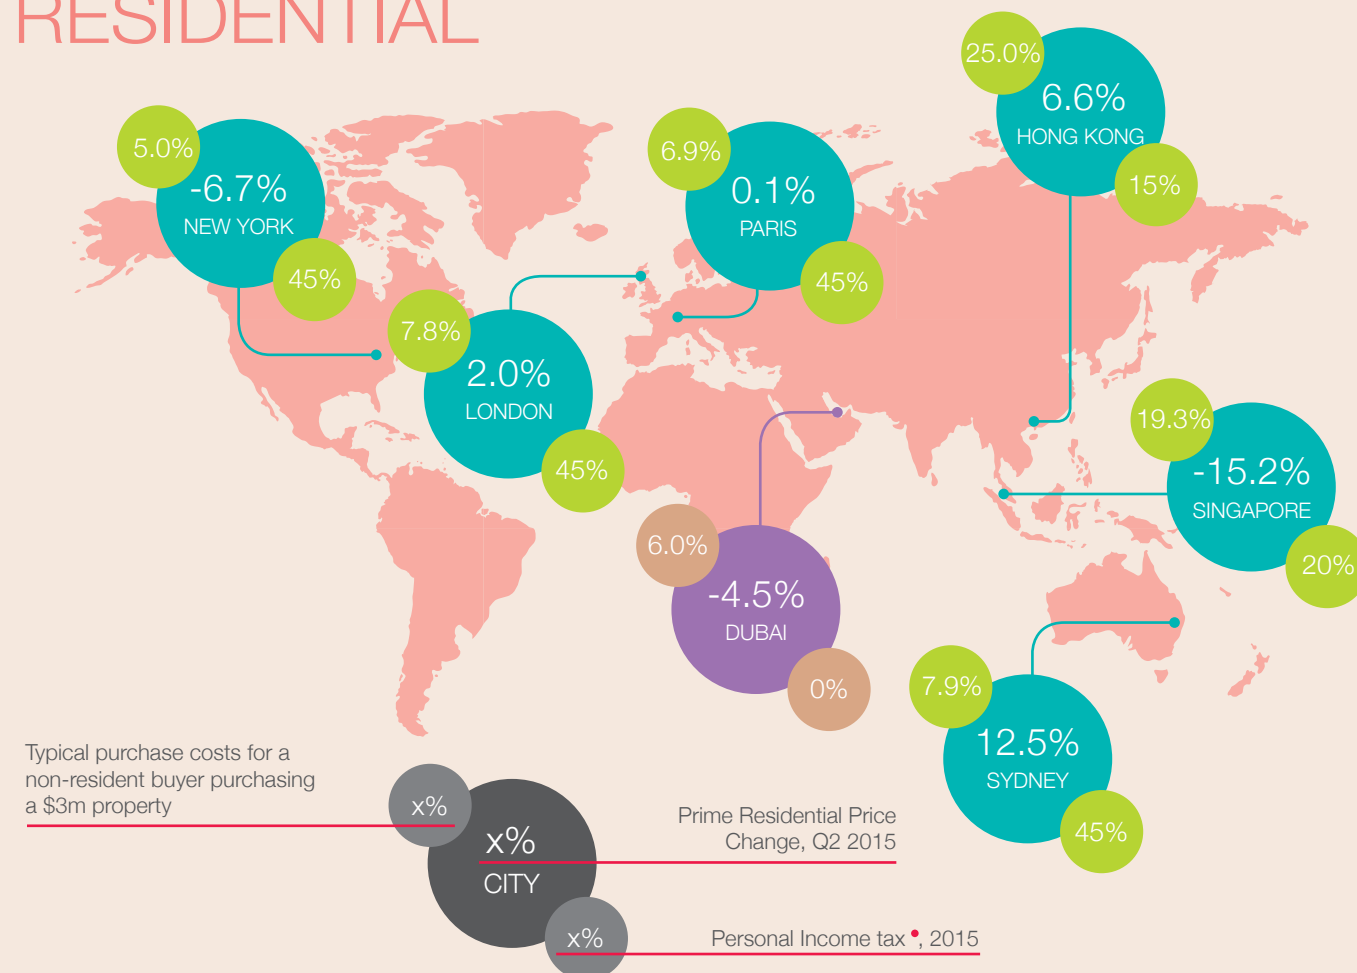 RESIDENTIAL
5.0%
-6.7%
NEW YORK
45%
7.8%
2.0%
LONDON
45%
6.9%
0.1%
PARIS
45%
25.0%
6.6%
HONG KONG
15%
6.0%
-4.5%
DUBAI
0%
19.3%
-15.2%
SINGAPORE
20%
7.9%
12.5%
SYDNEY
45%
Typical purchase costs for a
non-resident buyer purchasing
a $3m property
x%
x%
CITY
x%
Prime Residential Price
Change, Q2 2015
Personal Income tax •, 2015